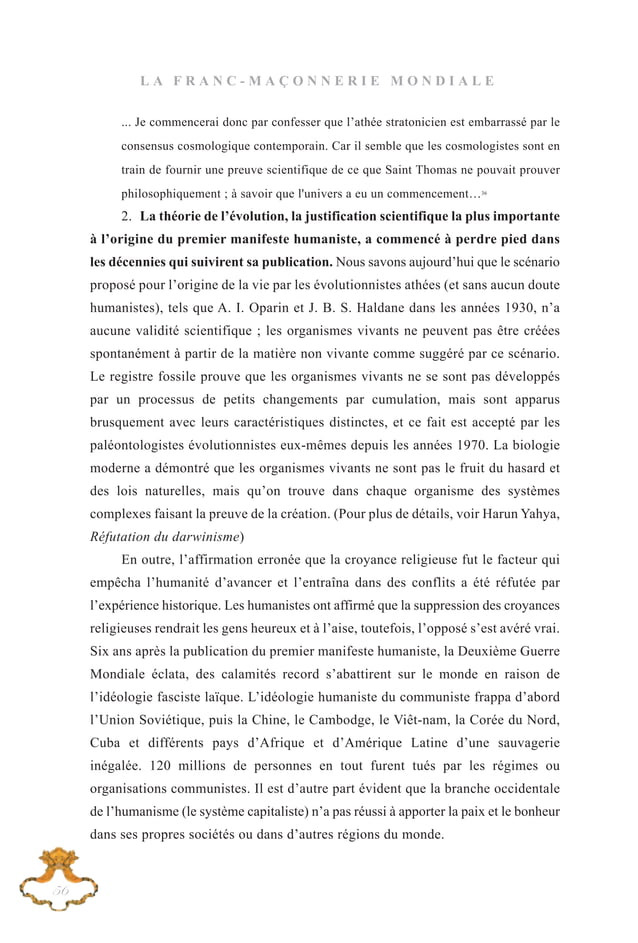 LA FRANC-MAÇONNERIE MONDIALE
... Je commencerai donc par confesser que l’athée stratonicien est embarrassé par le
consensus cosmologique contemporain. Car il semble que les cosmologistes sont en
train de fournir une preuve scientifique de ce que Saint Thomas ne pouvait prouver
philosophiquement ; à savoir que l'univers a eu un commencement…³⁴
2. La théorie de l’évolution, la justification scientifique la plus importante
à l’origine du premier manifeste humaniste, a commencé à perdre pied dans
les décennies qui suivirent sa publication. Nous savons aujourd’hui que le scénario
proposé pour l’origine de la vie par les évolutionnistes athées (et sans aucun doute
humanistes), tels que A. I. Oparin et J. B. S. Haldane dans les années 1930, n’a
aucune validité scientifique ; les organismes vivants ne peuvent pas être créées
spontanément à partir de la matière non vivante comme suggéré par ce scénario.
Le registre fossile prouve que les organismes vivants ne se sont pas développés
par un processus de petits changements par cumulation, mais sont apparus
brusquement avec leurs caractéristiques distinctes, et ce fait est accepté par les
paléontologistes évolutionnistes eux-mêmes depuis les années 1970. La biologie
moderne a démontré que les organismes vivants ne sont pas le fruit du hasard et
des lois naturelles, mais qu’on trouve dans chaque organisme des systèmes
complexes faisant la preuve de la création. (Pour plus de détails, voir Harun Yahya,
Réfutation du darwinisme)
En outre, l’affirmation erronée que la croyance religieuse fut le facteur qui
empêcha l’humanité d’avancer et l’entraîna dans des conflits a été réfutée par
l’expérience historique. Les humanistes ont affirmé que la suppression des croyances
religieuses rendrait les gens heureux et à l’aise, toutefois, l’opposé s’est avéré vrai.
Six ans après la publication du premier manifeste humaniste, la Deuxième Guerre
Mondiale éclata, des calamités record s’abattirent sur le monde en raison de
l’idéologie fasciste laïque. L’idéologie humaniste du communiste frappa d’abord
l’Union Soviétique, puis la Chine, le Cambodge, le Viêt-nam, la Corée du Nord,
Cuba et différents pays d’Afrique et d’Amérique Latine d’une sauvagerie
inégalée. 120 millions de personnes en tout furent tués par les régimes ou
organisations communistes. Il est d’autre part évident que la branche occidentale
de l’humanisme (le système capitaliste) n’a pas réussi à apporter la paix et le bonheur
dans ses propres sociétés ou dans d’autres régions du monde.
56